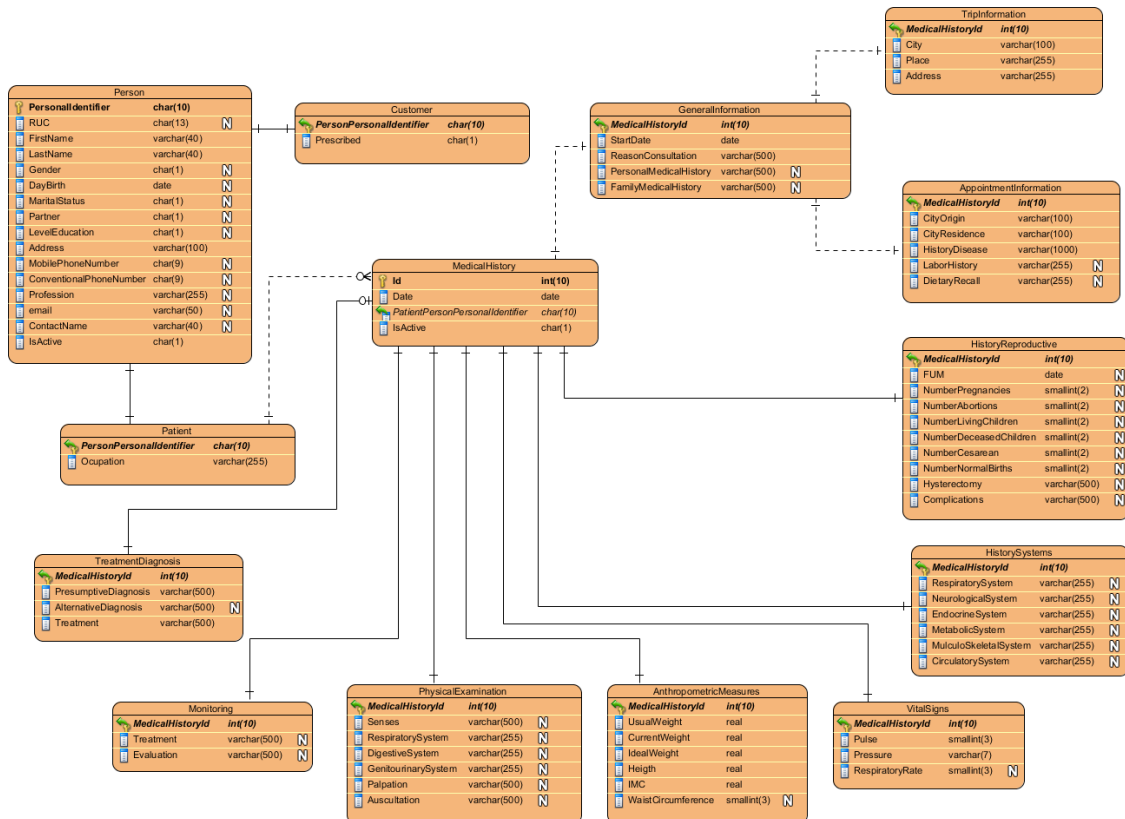 TripInformation
MedicalHistoryId int(10)
City varchar(100)
Place varchar(255)
Address varchar(255)
Person
PersonalIdentifier char(10)
RUC char(13) N
FirstName varchar(40)
LastName varchar(40)
Gender char(1) N
DayBirth date N
MaritalStatus char(1) N
Partner char(1) N
LevelEducation char(1) N
Address varchar(100)
MobilePhoneNumber char(9) N
ConventionalPhoneNumber char(9) N
Profession varchar(255) N
email varchar(50) N
ContactName varchar(40) N
IsActive char(1)
Customer
PersonPersonalIdentifier char(10)
Prescribed char(1)
GeneralInformation
MedicalHistoryId int(10)
StartDate date
ReasonConsultation varchar(500)
PersonalMedicalHistory varchar(500) N
FamilyMedicalHistory varchar(500) N
AppointmentInformation
MedicalHistoryId int(10)
CityOrigin varchar(100)
CityResidence varchar(100)
HistoryDisease varchar(1000)
LaborHistory varchar(255) N
DietaryRecall varchar(255) N
MedicalHistory
Id int(10)
Date date
PatientPersonPersonalIdentifier char(10)
IsActive char(1)
HistoryReproductive
MedicalHistoryId int(10)
FUM date N
NumberPregnancies smallint(2) N
NumberAbortions smallint(2) N
NumberLivingChildren smallint(2) N
NumberDeceasedChildren smallint(2) N
NumberCesarean smallint(2) N
NumberNormalBirths smallint(2) N
Hysterectomy varchar(500) N
Complications varchar(500) N
Patient
PersonPersonalIdentifier char(10)
Ocupation varchar(255)
TreatmentDiagnosis
MedicalHistoryId int(10)
PresumptiveDiagnosis varchar(500)
AlternativeDiagnosis varchar(500) N
Treatment varchar(500)
HistorySystems
MedicalHistoryId int(10)
RespiratorySystem varchar(255) N
NeurologicalSystem varchar(255) N
EndocrineSystem varchar(255) N
MetabolicSystem varchar(255) N
MulculoSkeletalSystem varchar(255) N
CirculatorySystem varchar(255) N
Monitoring
MedicalHistoryId int(10)
Treatment varchar(500) N
Evaluation varchar(500) N
PhysicalExamination
MedicalHistoryId int(10)
Senses varchar(500) N
RespiratorySystem varchar(255) N
DigestiveSystem varchar(255) N
GenitourinarySystem varchar(255) N
Palpation varchar(500) N
Auscultation varchar(500) N
AnthropometricMeasures
MedicalHistoryId int(10)
UsualWeight real
CurrentWeight real
IdealWeight real
Heigth real
IMC real
WaistCircumference smallint(3) N
VitalSigns
MedicalHistoryId int(10)
Pulse smallint(3)
Pressure varchar(7)
RespiratoryRate smallint(3) N